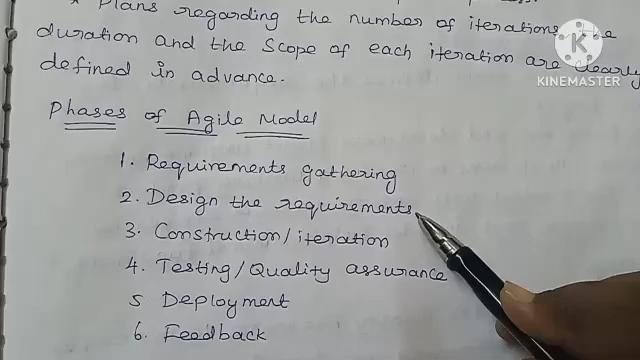 * Plans regarding the number of iterations, the
duration and the scope of each iteration are clearly
defined in advance.
Phases of Agile Model
1. Requirements gathering
2. Design the requirements
3. Construction/iteration
4. Testing/Quality assurance
5 Deployment
6. Feedback
KINEMASTER